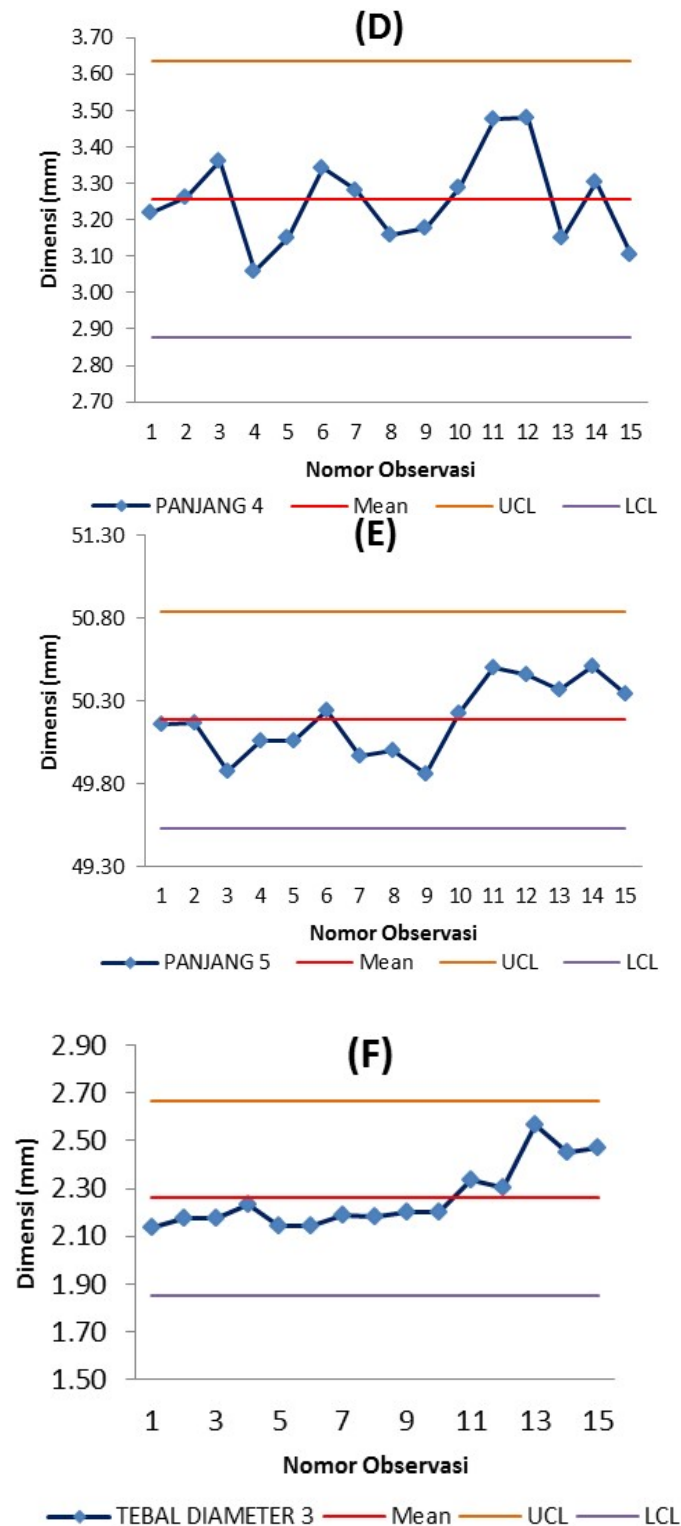 (D)
3.70
3.60
3.50
3.40
3.30
3.20
3.10
3.00
2.90
2.80
2.70
Dimensi (mm)
1 2 3 4 5 6 7 8 9 10 11 12 13 14 15
Nomor Observasi
PANJANG 4 Mean UCL LCL
(E)
51.30
50.80
50.30
49.80
49.30
Dimensi (mm)
1 2 3 4 5 6 7 8 9 10 11 12 13 14 15
Nomor Observasi
PANJANG 5 Mean UCL LCL
(F)
2.90
2.70
2.50
2.30
2.10
1.90
1.70
1.50
Dimensi (mm)
1 3 5 7 9 11 13 15
Nomor Observasi
TEBAL DIAMETER 3 Mean UCL LCL